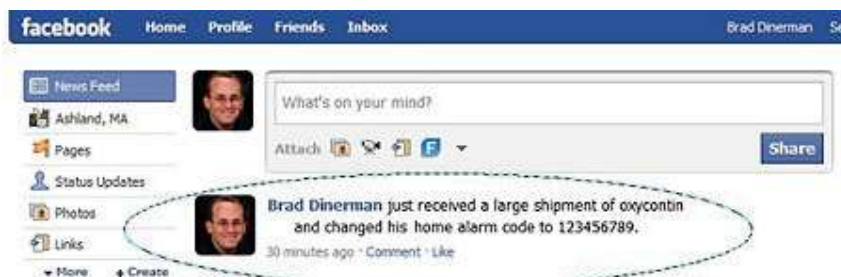 facebook Home Profile Friends Inbox Brad Dinerman
News Feed
Ashland, MA
Pages
Status Updates
Photos
Links
More + Create
What's on your mind?
Attach
Share
Brad Dinerman just received a large shipment of oxycontin
and changed his home alarm code to 123456789.
30 minutes ago · Comment · Like